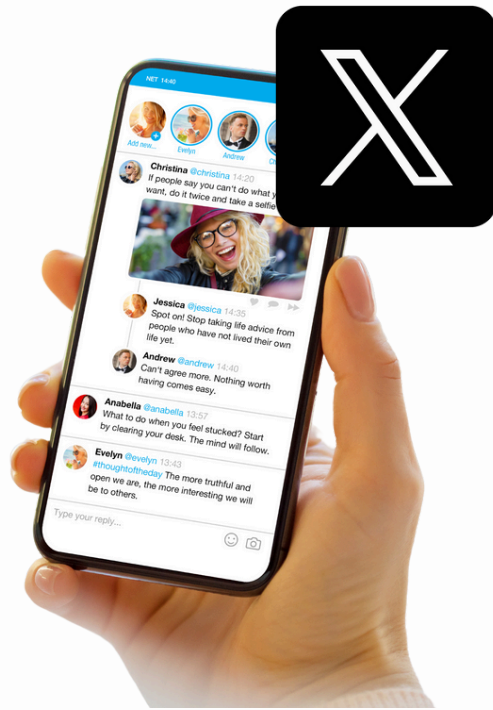 NET 14:40
Add new...
Evelyn
Andrew
Christina @christina 14:20
If people say you can't do what
want, do it twice and take a selfie
Jessica @jessica 14:35
Spot on! Stop taking life advice from
people who have not lived their own
life yet.
Andrew @andrew 14:40
Can't agree more. Nothing worth
having comes easy.
Anabella @anabella 13:57
What to do when you feel stucked? Start
by clearing your desk. The mind will follow.
Evelyn @evelyn 13:43
#thoughtoftheday The more truthful and
open we are, the more interesting we will
be to others.
Type your reply...
X